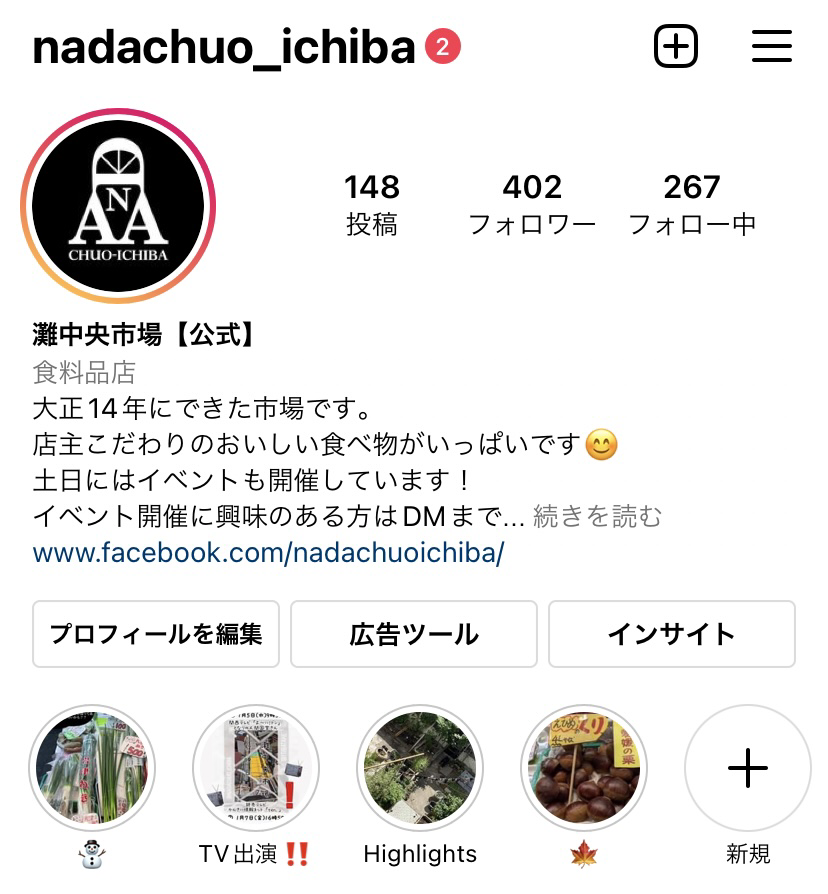 nadachuo_ichiba 2
N
ANA
CHUO-ICHIBA
148 402 267
投稿 フォロワー フォロー中
灘中央市場【公式】
食料品店
大正14年にできた市場です。
店主こだわりのおいしい食べ物がいっぱいです😊
土日にはイベントも開催しています！
イベント開催に興味のある方はDMまで... 続きを読む
www.facebook.com/nadachuoichiba/
プロフィールを編集 広告ツール インサイト
⛄ TV出演‼️ Highlights 🍁 新規